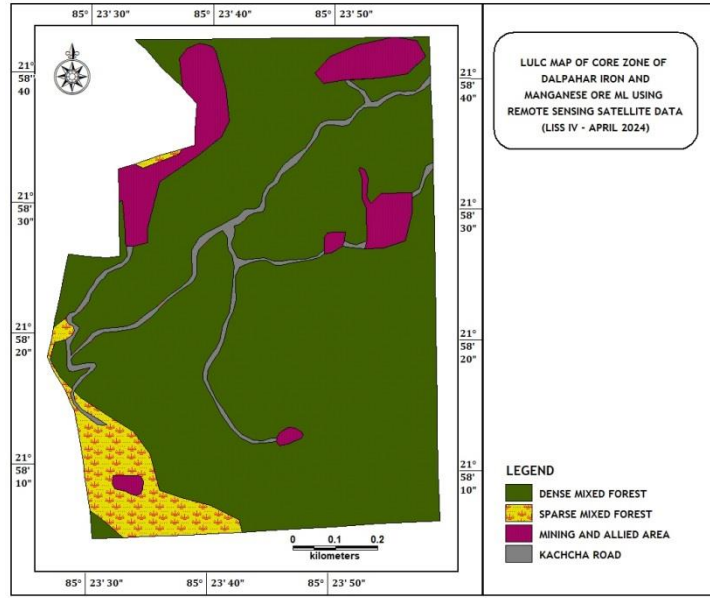 85° 23' 30" 85° 23' 40" 85° 23' 50"
21°
58'
40"
21°
58'
40"
21°
58'
30"
21°
58'
30"
21°
58'
20"
21°
58'
20"
21°
58'
10"
21°
58'
10"
LULC MAP OF CORE ZONE OF
DALPAHAR IRON AND
MANGANESE ORE ML USING
REMOTE SENSING SATELLITE DATA
(LISS IV - APRIL 2024)
LEGEND
DENSE MIXED FOREST
SPARSE MIXED FOREST
MINING AND ALLIED AREA
KACHCHA ROAD
0 0.1 0.2
kilometers
85° 23' 30" 85° 23' 40" 85° 23' 50"